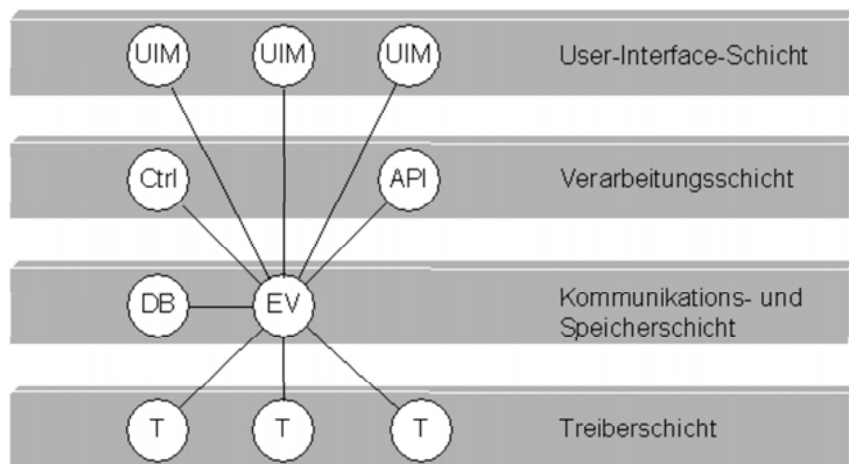 UIM UIM UIM User-Interface-Schicht
Ctrl API Verarbeitungsschicht
DB EV Kommunikations- und
Speicherschicht
T T T Treiberschicht